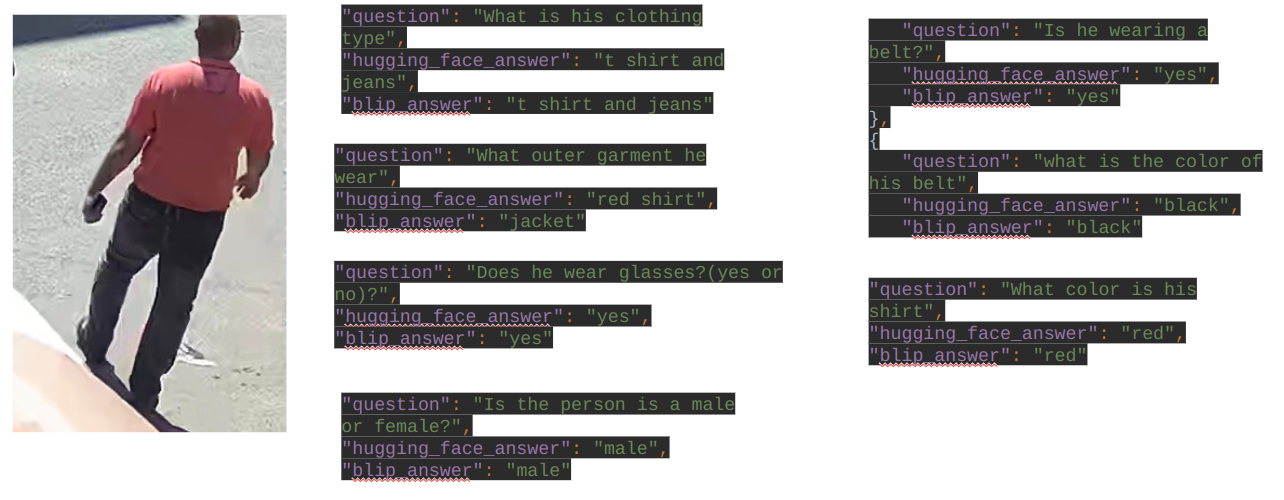 "question": "What is his clothing
type",
"hugging_face_answer": "t shirt and
jeans",
"blip_answer": "t shirt and jeans"
"question": "What outer garment he
wear",
"hugging_face_answer": "red shirt",
"blip_answer": "jacket"
"question": "Does he wear glasses?(yes or
no)?",
"hugging_face_answer": "yes",
"blip_answer": "yes"
"question": "Is the person is a male
or female?",
"hugging_face_answer": "male",
"blip_answer": "male"
"question": "Is he wearing a
belt?",
"hugging_face_answer": "yes",
"blip_answer": "yes"
},
{
"question": "what is the color of
his belt",
"hugging_face_answer": "black",
"blip_answer": "black"
"question": "What color is his
shirt",
"hugging_face_answer": "red",
"blip_answer": "red"